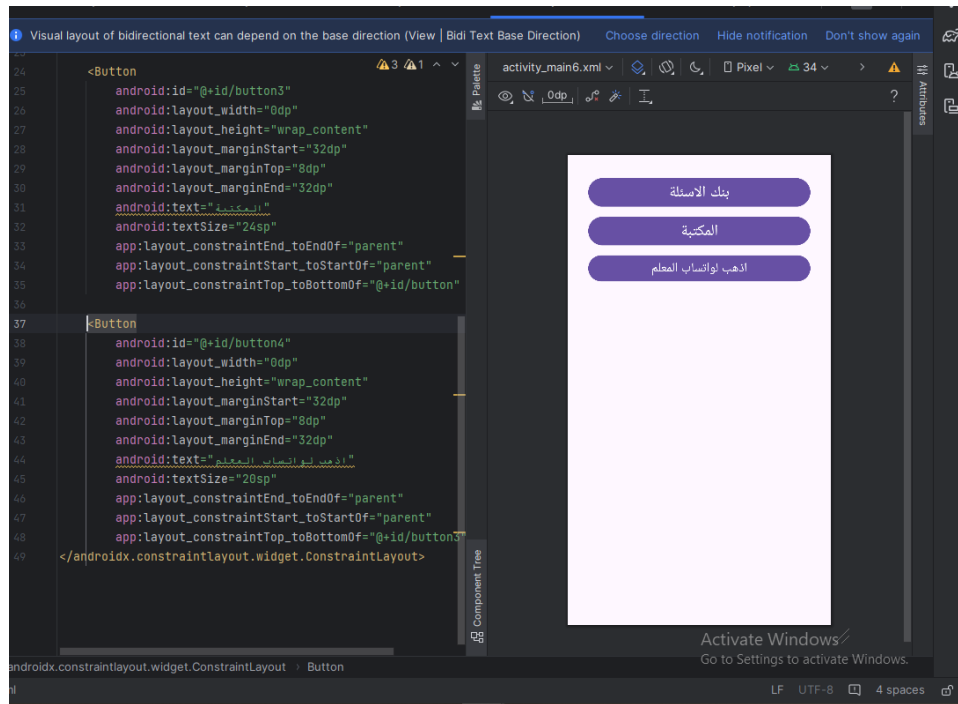 Visual layout of bidirectional text can depend on the base direction (View | Bidi Text Base Direction) Choose direction Hide notification Don't show again
24 <Button
3 1
25 android:id="@+id/button3"
26 android:layout_width="0dp"
27 android:layout_height="wrap_content"
28 android:layout_marginStart="32dp"
29 android:layout_marginTop="8dp"
30 android:layout_marginEnd="32dp"
31 android:text="المكتبة"
32 android:textSize="24sp"
33 app:layout_constraintEnd_toEndOf="parent"
34 app:layout_constraintStart_toStartOf="parent"
35 app:layout_constraintTop_toBottomOf="@+id/button"
36
37 <Button
38 android:id="@+id/button4"
39 android:layout_width="0dp"
40 android:layout_height="wrap_content"
41 android:layout_marginStart="32dp"
42 android:layout_marginTop="8dp"
43 android:layout_marginEnd="32dp"
44 android:text="اذهب لواتساب المعلم"
45 android:textSize="20sp"
46 app:layout_constraintEnd_toEndOf="parent"
47 app:layout_constraintStart_toStartOf="parent"
48 app:layout_constraintTop_toBottomOf="@+id/button3"
49 </androidx.constraintlayout.widget.ConstraintLayout>
Palette
Component Tree
activity_main6.xml Pixel 34
0dp ?
Attributes
بنك الاسئلة
المكتبة
اذهب لواتساب المعلم
Activate Windows
Go to Settings to activate Windows.
androidx.constraintlayout.widget.ConstraintLayout > Button
LF UTF-8 4 spaces